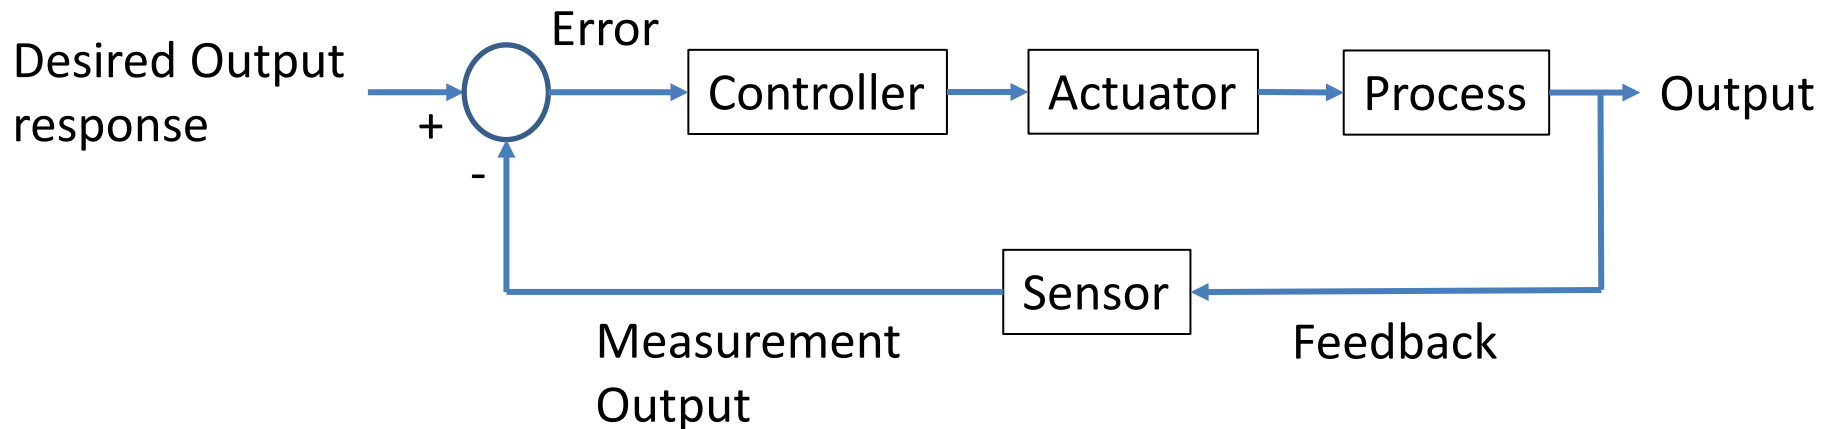 Error
Desired Output
response
+
-
Controller
Actuator
Process
Output
Sensor
Measurement
Output
Feedback